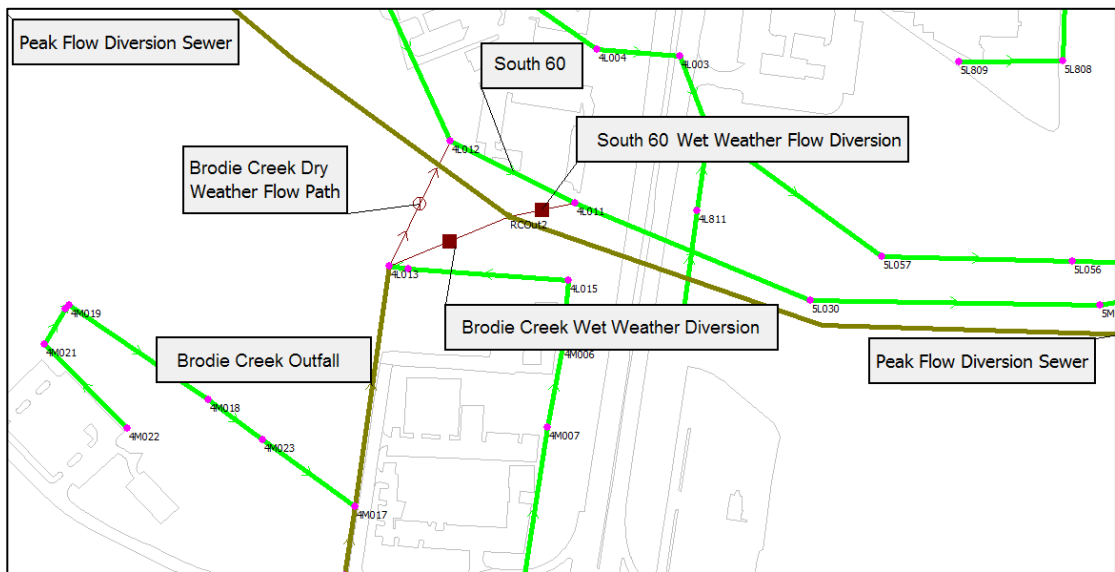 Peak Flow Diversion Sewer
4L004
4L003
5L809
5L808
South 60
South 60 Wet Weather Flow Diversion
4L012
Brodie Creek Dry
Weather Flow Path
4L011
4L811
RCOut2
4L013
4L015
5L057
5L056
5L030
5M
4M019
Brodie Creek Wet Weather Diversion
4M021
Brodie Creek Outfall
4M006
Peak Flow Diversion Sewer
4M018
4M022
4M023
4M007
4M017